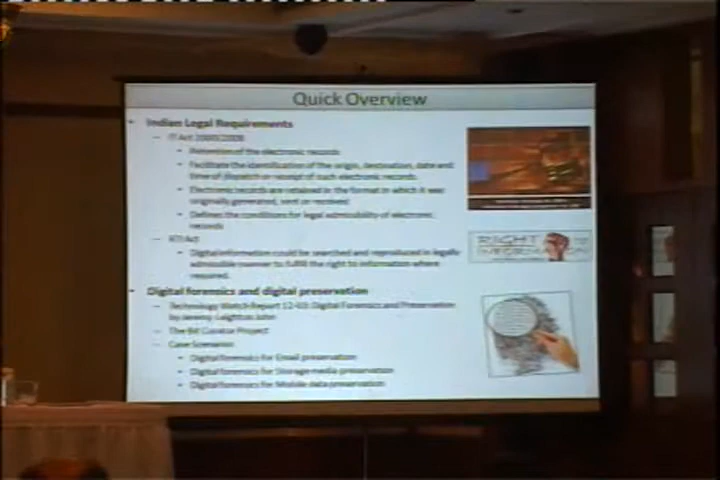 Quick Overview
Indian Legal Requirements
IT Act 2000/2008
Retention of the electronic records
Facilitate the identification of the origin, destination, date and
time of dispatch or receipt of such electronic records.
Electronic records are retained in the format in which it was
originally generated, sent or received
Defines the conditions for legal admissibility of electronic
records
RTI Act
Digital information could be searched and reproduced in legally
admissible manner to fulfill the right to information where
required.
RIGHT
INFORMATION
Digital forensics and digital preservation
Technology Watch Report 12-03: Digital Forensics and Preservation
by Jeremy Leighton John
The Bit Curator Project
Case Scenarios
Digital forensics for Email preservation
Digital forensics for Storage media preservation
Digital forensics for Mobile data preservation